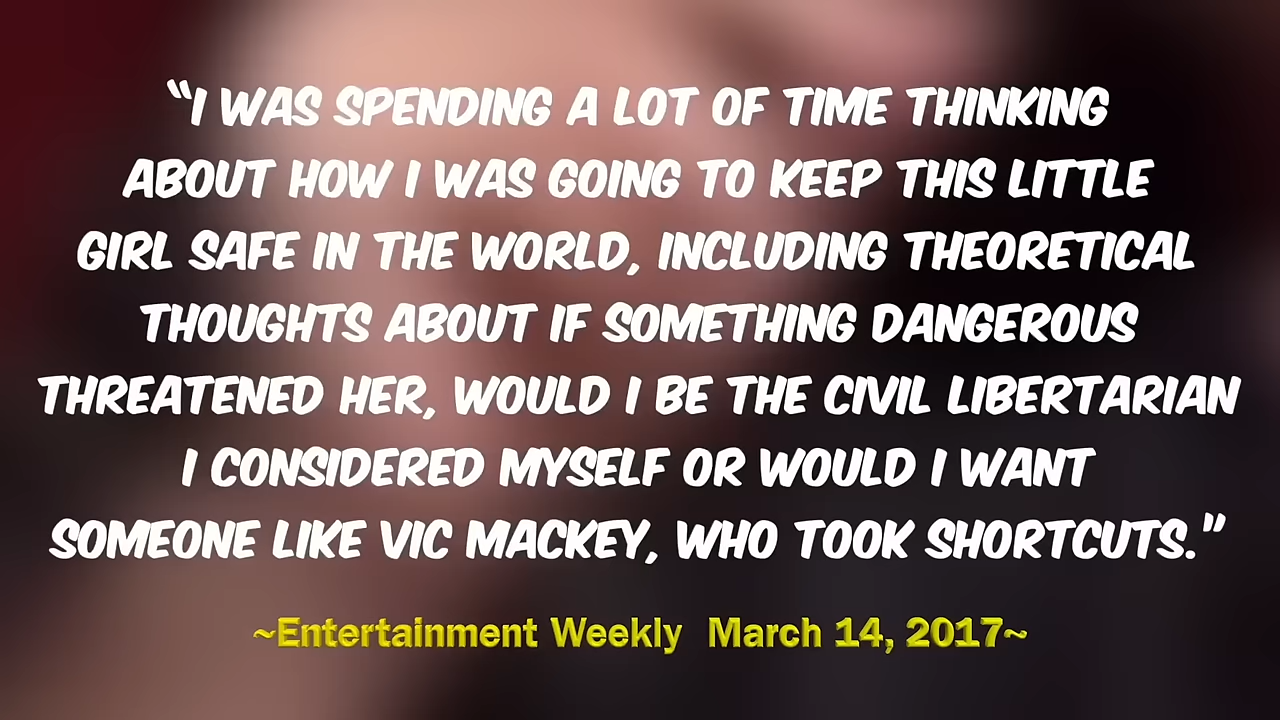 “I WAS SPENDING A LOT OF TIME THINKING
ABOUT HOW I WAS GOING TO KEEP THIS LITTLE
GIRL SAFE IN THE WORLD, INCLUDING THEORETICAL
THOUGHTS ABOUT IF SOMETHING DANGEROUS
THREATENED HER, WOULD I BE THE CIVIL LIBERTARIAN
I CONSIDERED MYSELF OR WOULD I WANT
SOMEONE LIKE VIC MACKEY, WHO TOOK SHORTCUTS.”
~Entertainment Weekly March 14, 2017~